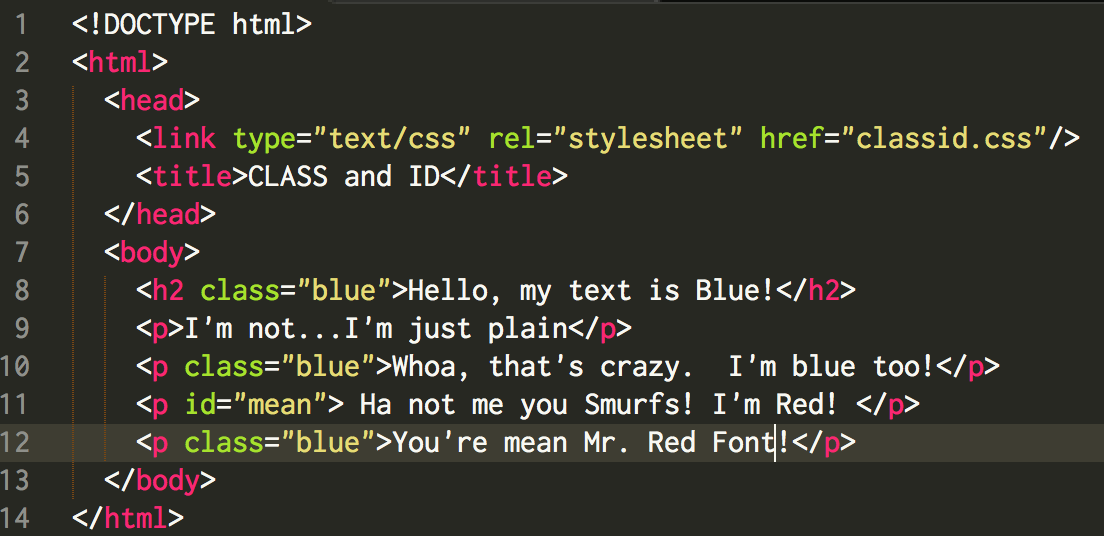 1 <!DOCTYPE html>
2 <html>
3   <head>
4     <link type="text/css" rel="stylesheet" href="classid.css"/>
5     <title>CLASS and ID</title>
6   </head>
7   <body>
8     <h2 class="blue">Hello, my text is Blue!</h2>
9     <p>I'm not...I'm just plain</p>
10     <p class="blue">Whoa, that's crazy.  I'm blue too!</p>
11     <p id="mean"> Ha not me you Smurfs! I'm Red! </p>
12     <p class="blue">You're mean Mr. Red Font!</p>
13   </body>
14 </html>